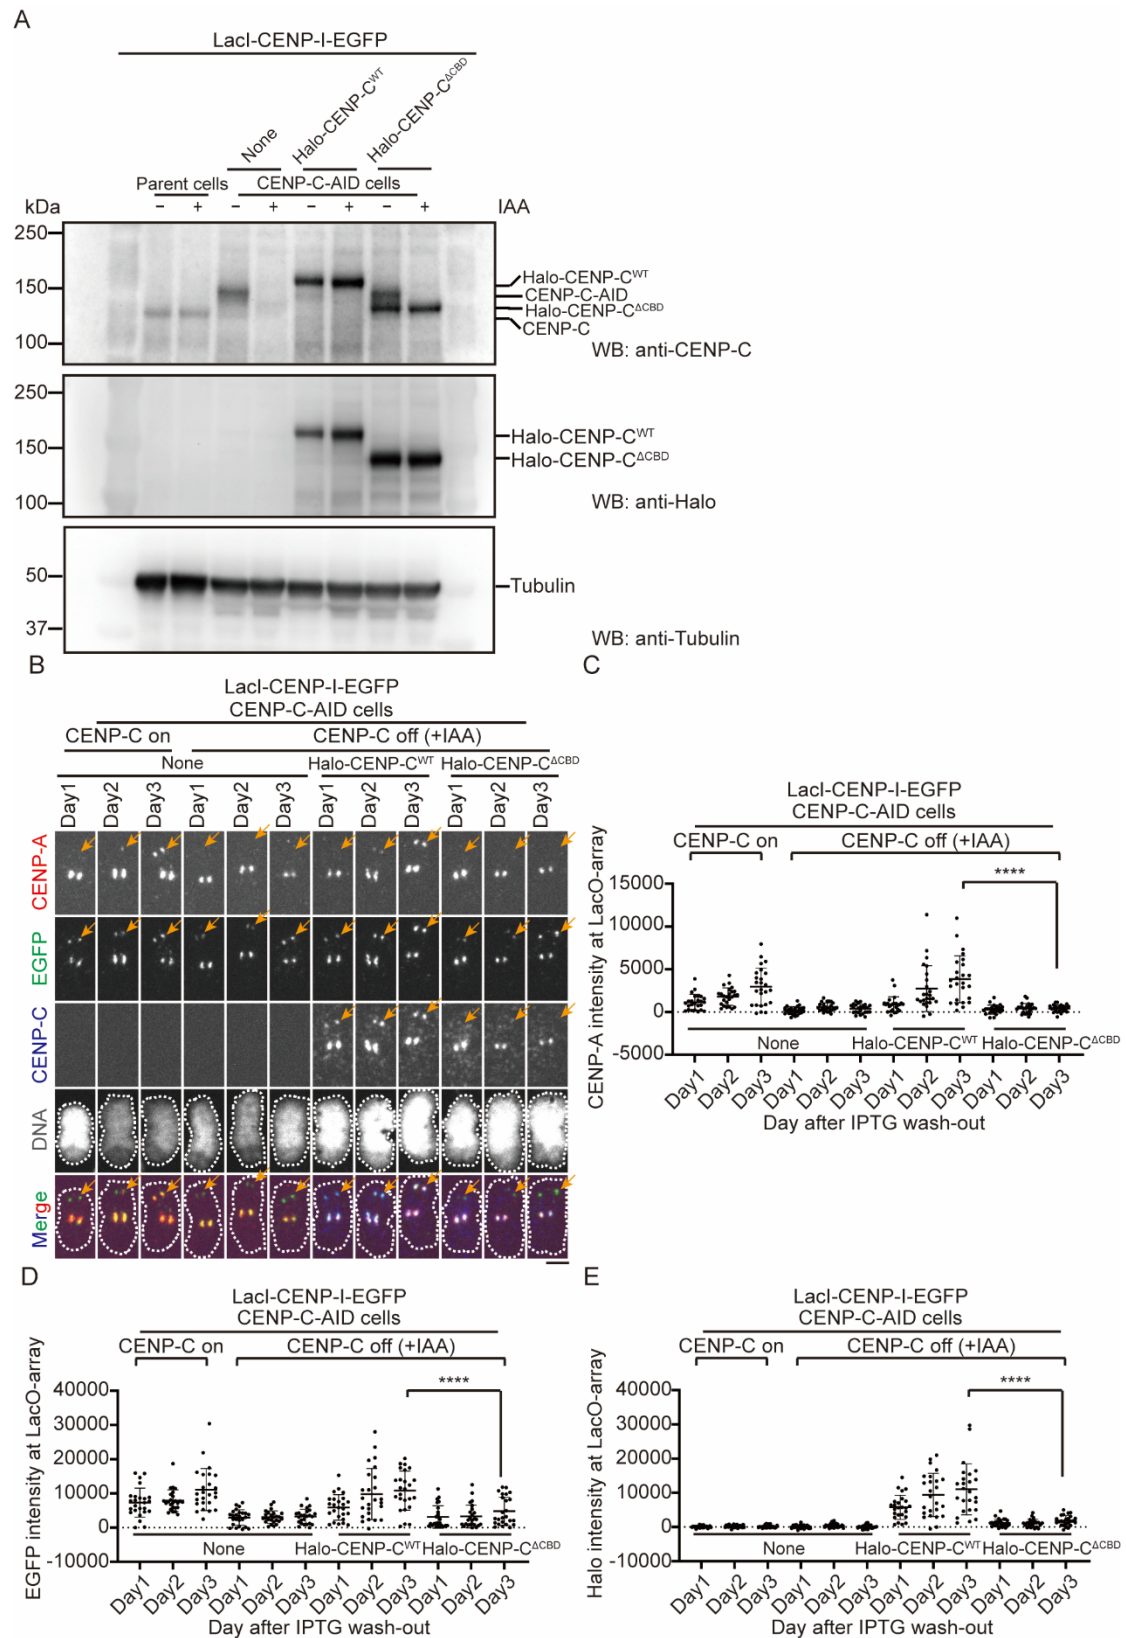 A
LacI-CENP-I-EGFP
None
Halo-CENP-C^WT
Halo-CENP-C^ΔCBD
Parent cells
CENP-C-AID cells
kDa
− + − + − + − + IAA
250
150
100
Halo-CENP-C^WT
CENP-C-AID
Halo-CENP-C^ΔCBD
CENP-C
WB: anti-CENP-C
250
150
100
Halo-CENP-C^WT
Halo-CENP-C^ΔCBD
WB: anti-Halo
50
37
Tubulin
WB: anti-Tubulin
B
LacI-CENP-I-EGFP
CENP-C-AID cells
CENP-C on CENP-C off (+IAA)
None Halo-CENP-C^WT Halo-CENP-C^ΔCBD
Day1 Day2 Day3 Day1 Day2 Day3 Day1 Day2 Day3 Day1 Day2 Day3
CENP-A
EGFP
CENP-C
DNA
Merge
C
LacI-CENP-I-EGFP
CENP-C-AID cells
CENP-C on CENP-C off (+IAA)
****
CENP-A intensity at LacO-array
15000
10000
5000
0
-5000
None Halo-CENP-C^WT Halo-CENP-C^ΔCBD
Day1 Day2 Day3 Day1 Day2 Day3 Day1 Day2 Day3 Day1 Day2 Day3
Day after IPTG wash-out
D
LacI-CENP-I-EGFP
CENP-C-AID cells
CENP-C on CENP-C off (+IAA)
****
EGFP intensity at LacO-array
40000
30000
20000
10000
0
-10000
None Halo-CENP-C^WT Halo-CENP-C^ΔCBD
Day1 Day2 Day3 Day1 Day2 Day3 Day1 Day2 Day3 Day1 Day2 Day3
Day after IPTG wash-out
E
LacI-CENP-I-EGFP
CENP-C-AID cells
CENP-C on CENP-C off (+IAA)
****
Halo intensity at LacO-array
40000
30000
20000
10000
0
-10000
None Halo-CENP-C^WT Halo-CENP-C^ΔCBD
Day1 Day2 Day3 Day1 Day2 Day3 Day1 Day2 Day3 Day1 Day2 Day3
Day after IPTG wash-out